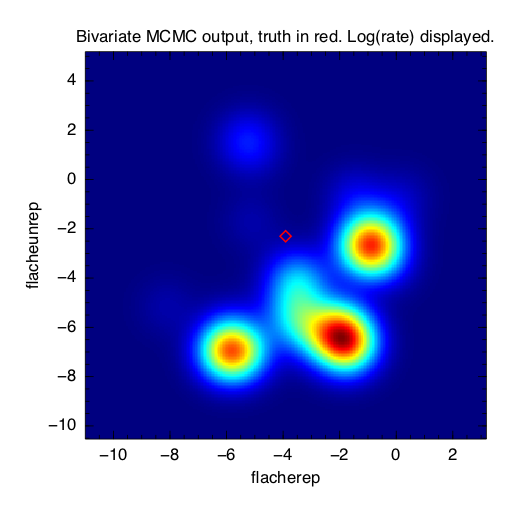 Bivariate MCMC output, truth in red. Log(rate) displayed.
4
2
0
−2
−4
−6
−8
−10
flacheunrep
−10 −8 −6 −4 −2 0 2
flacherep